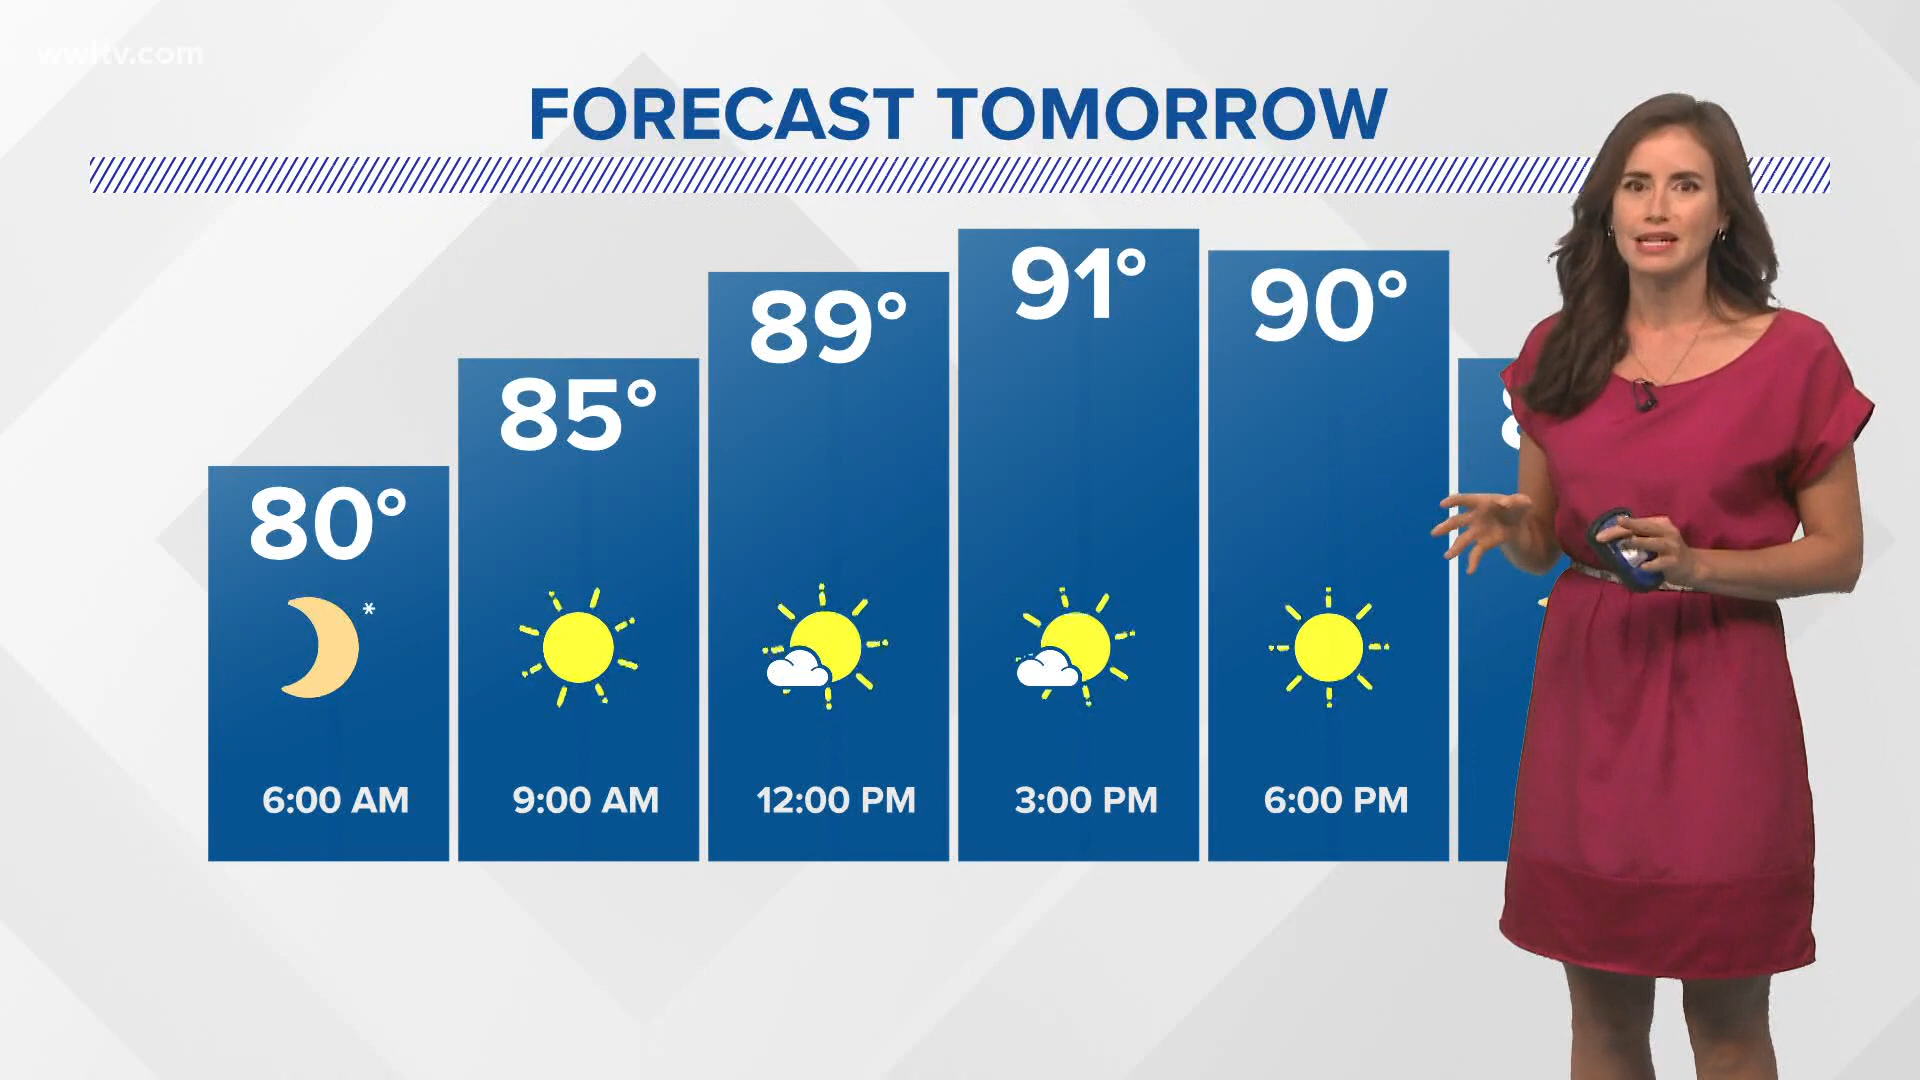 wwltv.com
FORECAST TOMORROW
80°
85°
89°
91°
90°
6:00 AM
9:00 AM
12:00 PM
3:00 PM
6:00 PM